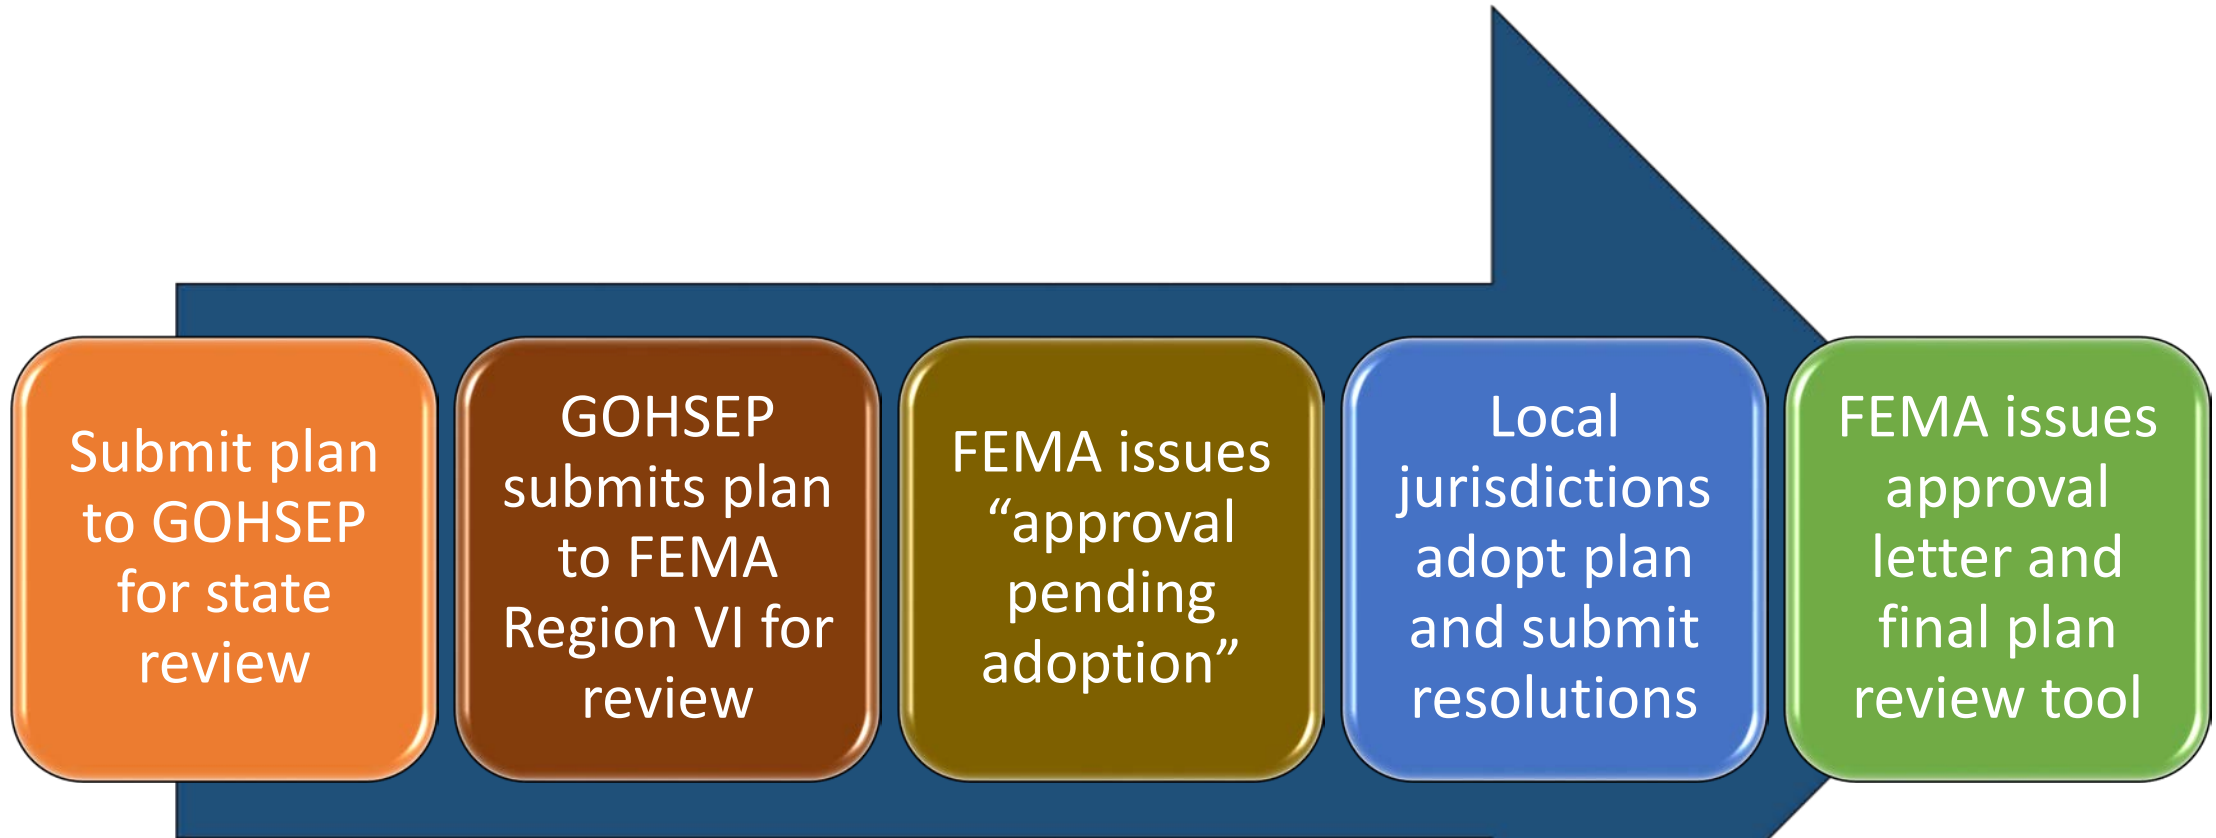 Submit plan
to GOHSEP
for state
review
GOHSEP
submits plan
to FEMA
Region VI for
review
FEMA issues
“approval
pending
adoption”
Local
jurisdictions
adopt plan
and submit
resolutions
FEMA issues
approval
letter and
final plan
review tool